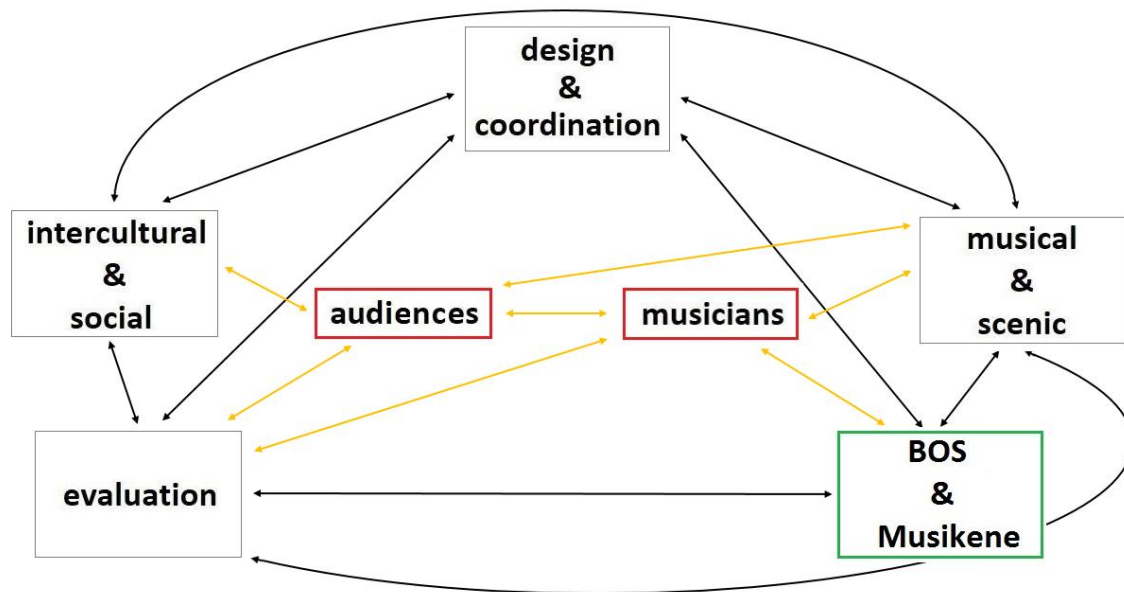 design
&
coordination
intercultural
&
social
musical
&
scenic
audiences
musicians
evaluation
BOS
&
Musikene